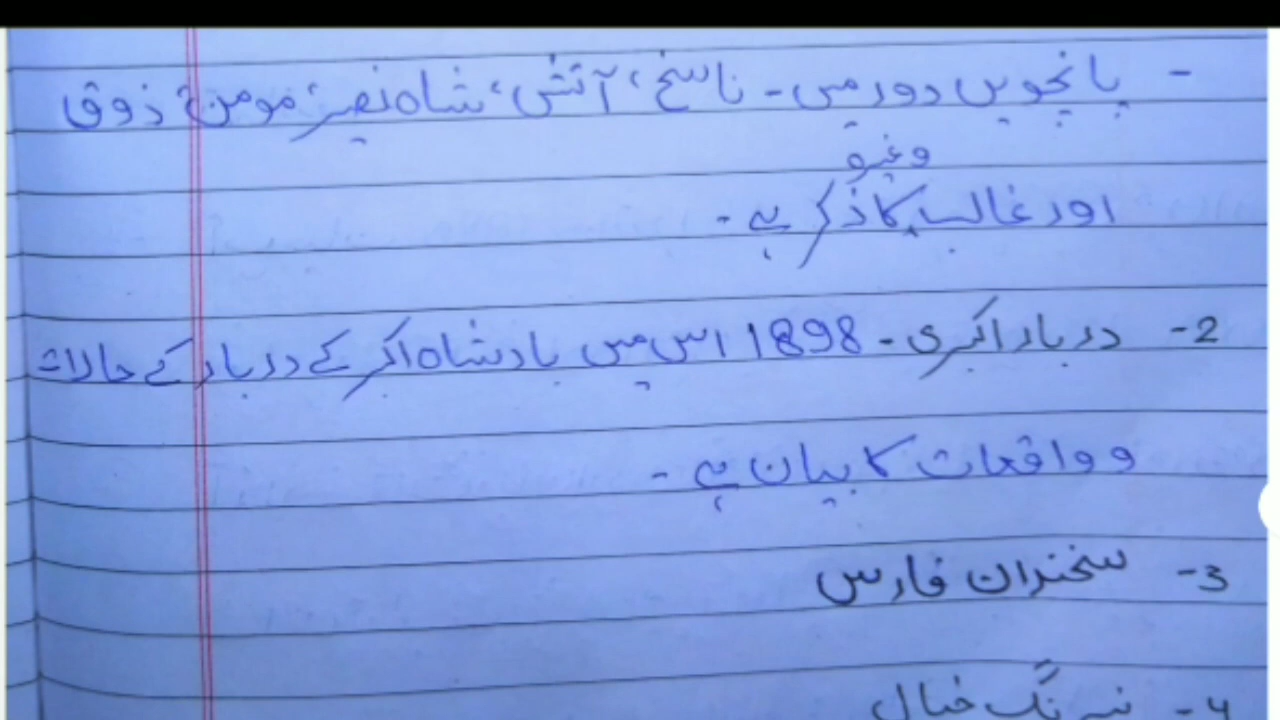 - پانچویں دور میں - ناسخ، آتش، شاہ نصیر، مومن، ذوق
وغیرہ
اور غالب کا ذکر ہے -
2- دربار اکبری - 1898 اس میں بادشاہ اکبر کے دربار کے حالات
و واقعات کا بیان ہے -
3- سخندان فارس
4- نیرنگ خیال